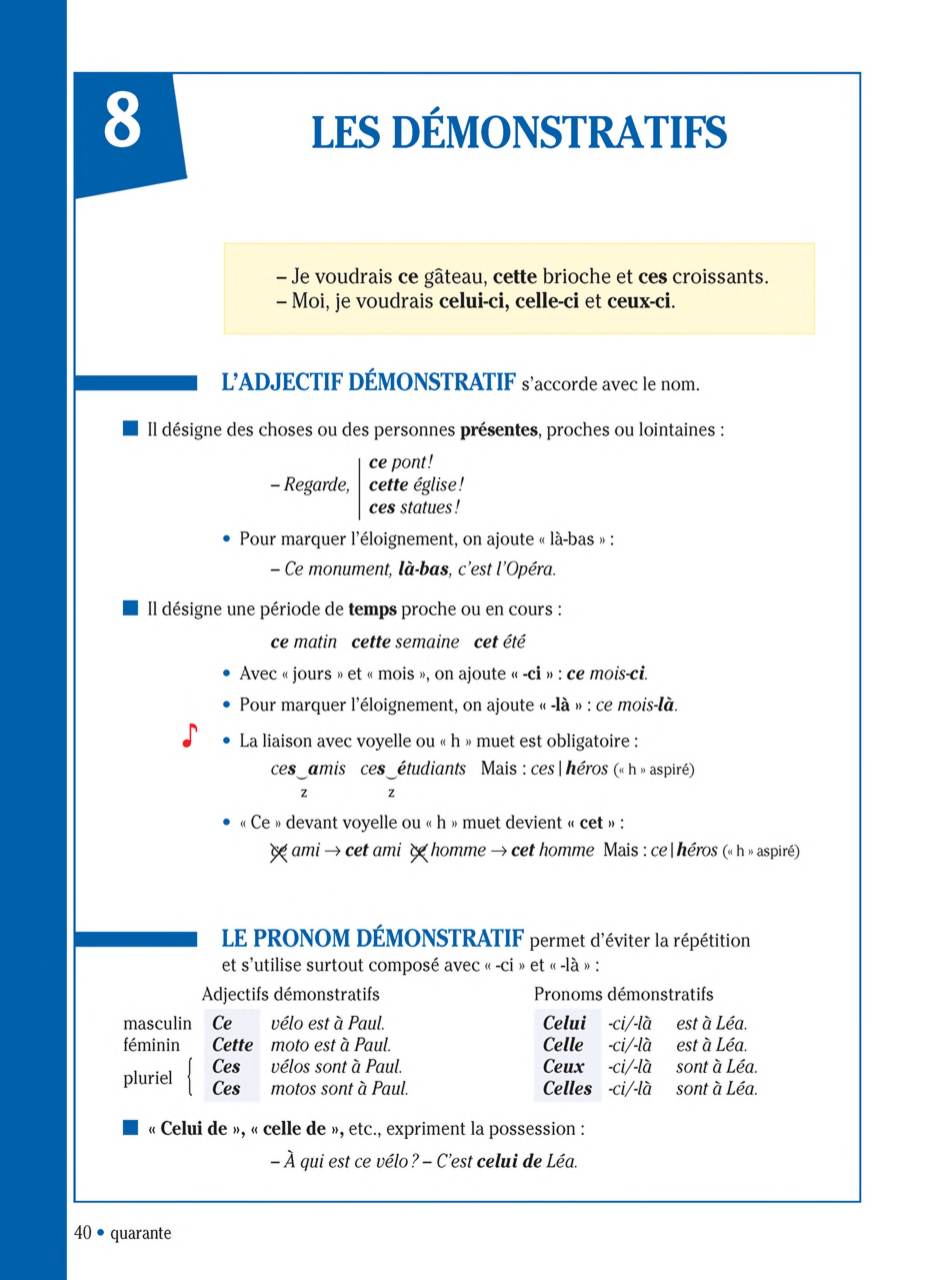 8
LES DÉMONSTRATIFS
– Je voudrais ce gâteau, cette brioche et ces croissants.
– Moi, je voudrais celui-ci, celle-ci et ceux-ci.
L’ADJECTIF DÉMONSTRATIF s’accorde avec le nom.
Il désigne des choses ou des personnes présentes, proches ou lointaines :
ce pont !
– Regarde, cette église !
ces statues !
• Pour marquer l’éloignement, on ajoute « là-bas » :
– Ce monument, là-bas, c’est l’Opéra.
Il désigne une période de temps proche ou en cours :
ce matin cette semaine cet été
• Avec « jours » et « mois », on ajoute « -ci » : ce mois-ci.
• Pour marquer l’éloignement, on ajoute « -là » : ce mois-là.
• La liaison avec voyelle ou « h » muet est obligatoire :
ces‿amis ces‿étudiants Mais : ces | héros (« h » aspiré)
z z
• « Ce » devant voyelle ou « h » muet devient « cet » :
ce ami → cet ami ce homme → cet homme Mais : ce | héros (« h » aspiré)
LE PRONOM DÉMONSTRATIF permet d’éviter la répétition
et s’utilise surtout composé avec « -ci » et « -là » :
Adjectifs démonstratifs Pronoms démonstratifs
masculin Ce vélo est à Paul. Celui -ci/-là est à Léa.
féminin Cette moto est à Paul. Celle -ci/-là est à Léa.
pluriel { Ces vélos sont à Paul. Ceux -ci/-là sont à Léa.
Ces motos sont à Paul. Celles -ci/-là sont à Léa.
« Celui de », « celle de », etc., expriment la possession :
– À qui est ce vélo ? – C’est celui de Léa.
40 • quarante